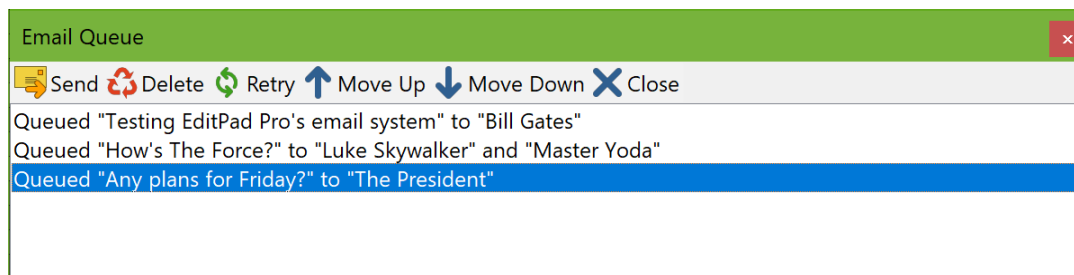 Email Queue
Send Delete Retry Move Up Move Down Close
Queued "Testing EditPad Pro's email system" to "Bill Gates"
Queued "How's The Force?" to "Luke Skywalker" and "Master Yoda"
Queued "Any plans for Friday?" to "The President"